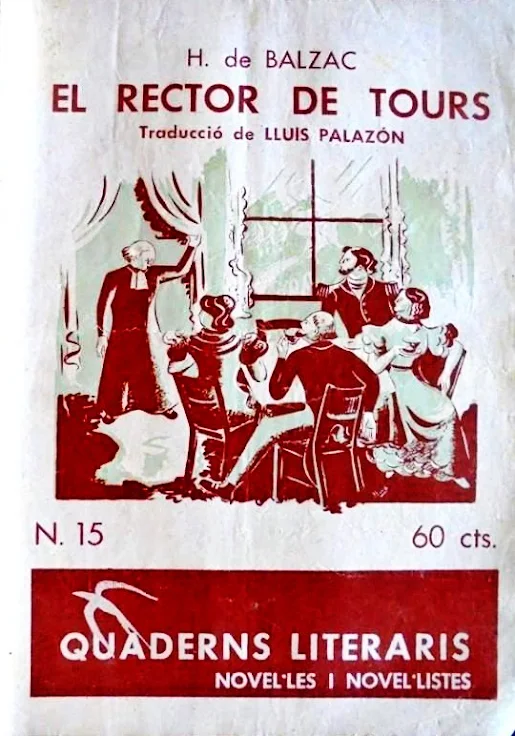 H. de BALZAC
EL RECTOR DE TOURS
Traducció de LLUIS PALAZÓN
N. 15
60 cts.
QUADERNS LITERARIS
NOVEL·LES I NOVEL·LISTES